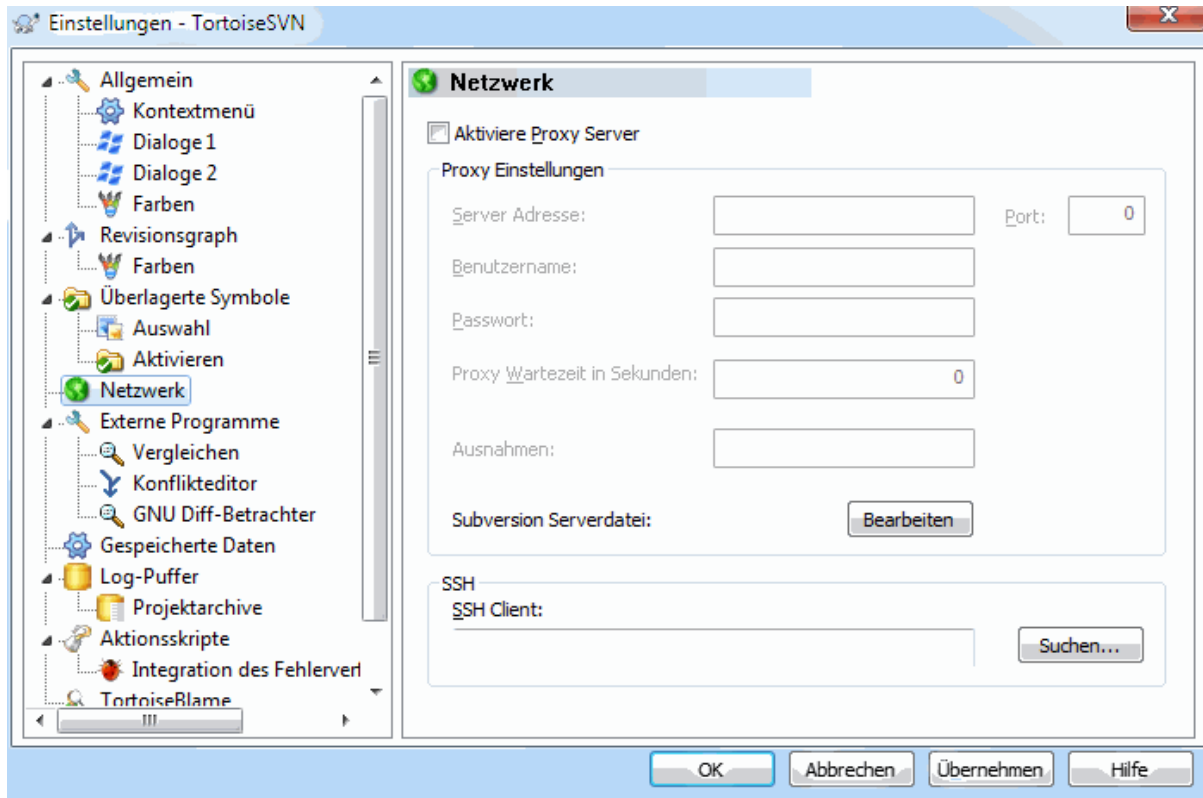 Einstellungen - TortoiseSVN
Allgemein
Kontextmenü
Dialoge 1
Dialoge 2
Farben
Revisionsgraph
Farben
Überlagerte Symbole
Auswahl
Aktivieren
Netzwerk
Externe Programme
Vergleichen
Konflikteditor
GNU Diff-Betrachter
Gespeicherte Daten
Log-Puffer
Projektarchive
Aktionsskripte
Integration des Fehlerverf
TortoiseBlame
Netzwerk
Aktiviere Proxy Server
Proxy Einstellungen
Server Adresse: Port: 0
Benutzername:
Passwort:
Proxy Wartezeit in Sekunden: 0
Ausnahmen:
Subversion Serverdatei: Bearbeiten
SSH
SSH Client:
Suchen...
OK Abbrechen Übernehmen Hilfe